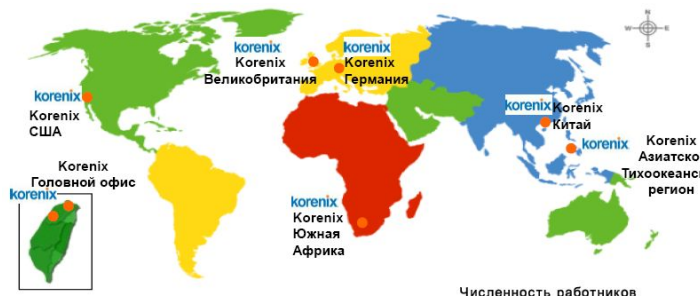 N
W E
S
korenix
Korenix
Великобритания
korenix
Korenix
Германия
korenix
Korenix
США
korenix
Korenix
Китай
korenix
Korenix
Азиатско
Тихоокеанс
регион
Korenix
Головной офис
korenix
korenix
Korenix
Южная
Африка
Численность работников